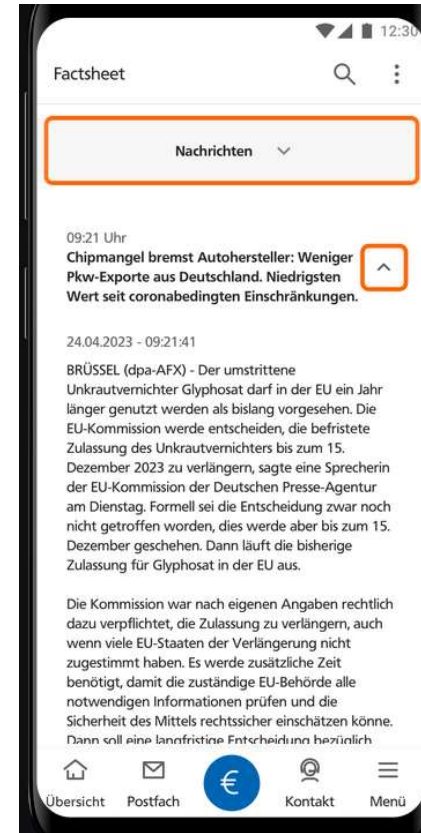 12:30
Factsheet
Nachrichten
09:21 Uhr
Chipmangel bremst Autohersteller: Weniger
Pkw-Exporte aus Deutschland. Niedrigsten
Wert seit coronabedingten Einschränkungen.
24.04.2023 - 09:21:41
BRÜSSEL (dpa-AFX) - Der umstrittene
Unkrautvernichter Glyphosat darf in der EU ein Jahr
länger genutzt werden als bislang vorgesehen. Die
EU-Kommission werde entscheiden, die befristete
Zulassung des Unkrautvernichters bis zum 15.
Dezember 2023 zu verlängern, sagte eine Sprecherin
der EU-Kommission der Deutschen Presse-Agentur
am Dienstag. Formell sei die Entscheidung zwar noch
nicht getroffen worden, dies werde aber bis zum 15.
Dezember geschehen. Dann läuft die bisherige
Zulassung für Glyphosat in der EU aus.
Die Kommission war nach eigenen Angaben rechtlich
dazu verpflichtet, die Zulassung zu verlängern, auch
wenn viele EU-Staaten der Verlängerung nicht
zugestimmt haben. Es werde zusätzliche Zeit
benötigt, damit die zuständige EU-Behörde alle
notwendigen Informationen prüfen und die
Sicherheit des Mittels rechtssicher einschätzen könne.
Dann soll eine langfristige Entscheidung bezüglich
€
Übersicht Postfach Kontakt Menü